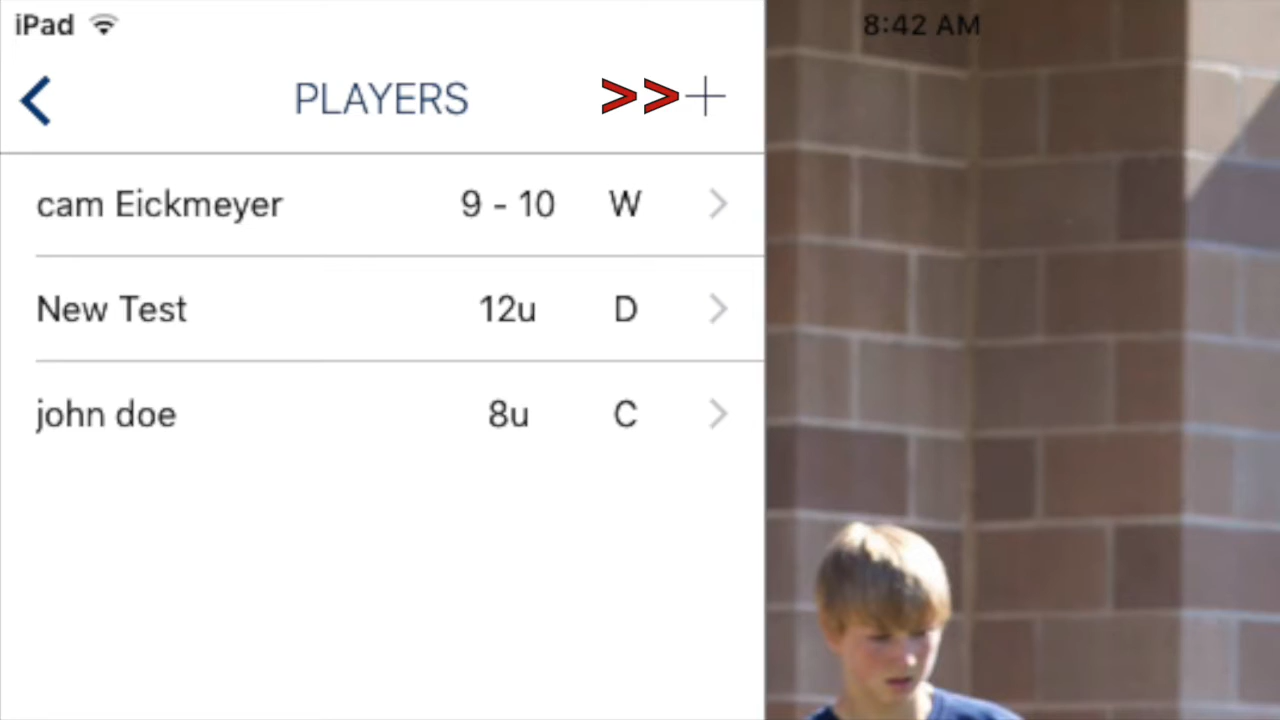 iPad 8:42 AM
PLAYERS >>+
cam Eickmeyer 9 - 10 W >
New Test 12u D >
john doe 8u C >